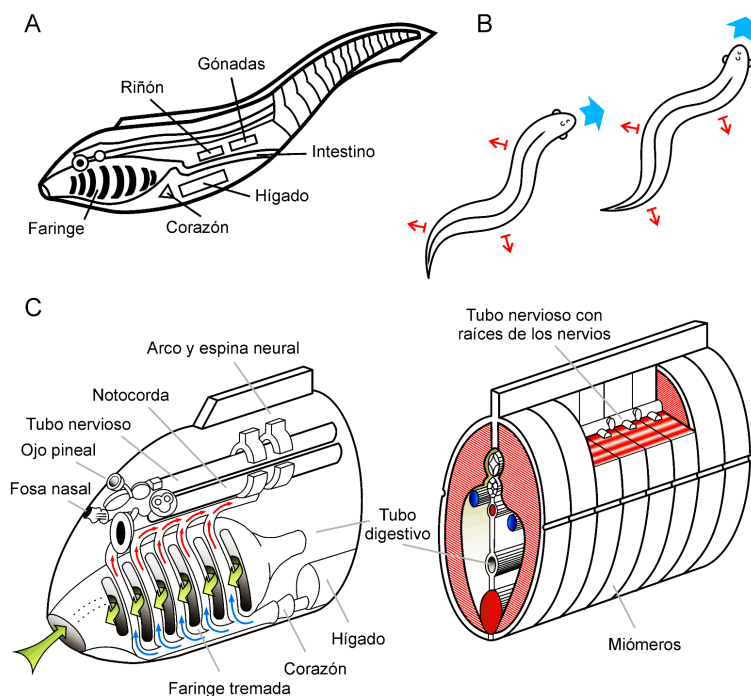 A
Gónadas
Riñón
Intestino
Hígado
Corazón
Faringe
B
C
Arco y espina neural
Notocorda
Tubo nervioso
Ojo pineal
Fosa nasal
Tubo
digestivo
Hígado
Corazón
Faringe tremada
Tubo nervioso con
raíces de los nervios
Miómeros